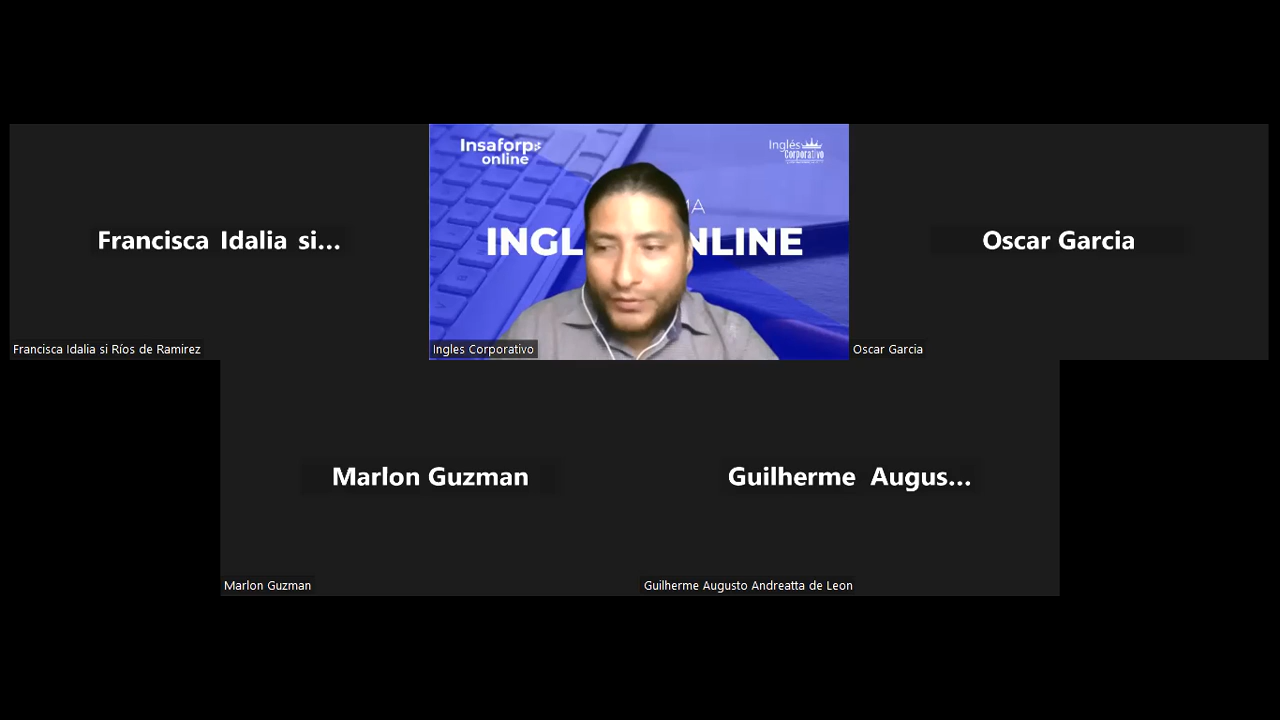 Francisca Idalia si...
Francisca Idalia si Ríos de Ramirez
Insaforp
online
Inglés
Corporativo
MA
INGL NLINE
Ingles Corporativo
Oscar Garcia
Oscar Garcia
Marlon Guzman
Marlon Guzman
Guilherme Augus...
Guilherme Augusto Andreatta de Leon